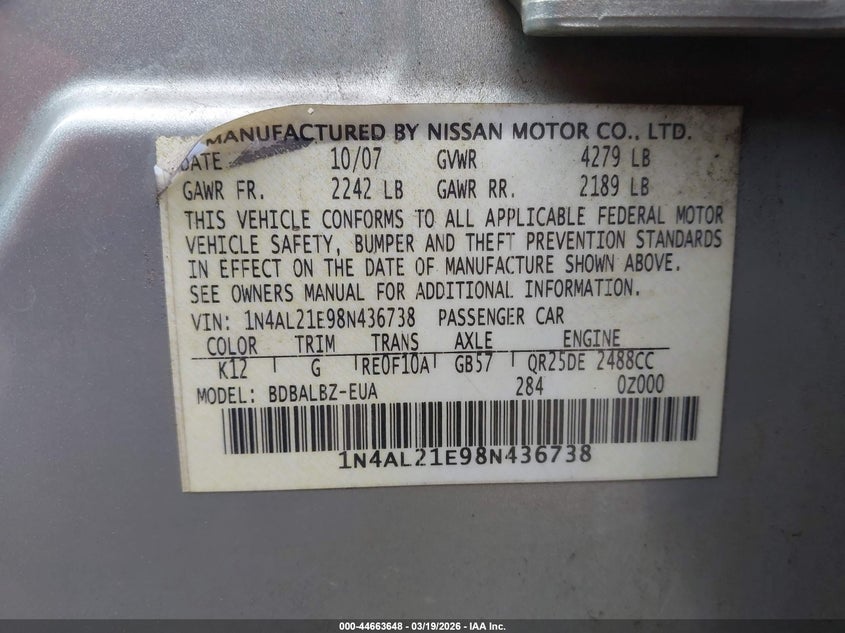 MANUFACTURED BY NISSAN MOTOR CO., LTD.
DATE 10/07 GVWR 4279 LB
GAWR FR. 2242 LB GAWR RR. 2189 LB
THIS VEHICLE CONFORMS TO ALL APPLICABLE FEDERAL MOTOR
VEHICLE SAFETY, BUMPER AND THEFT PREVENTION STANDARDS
IN EFFECT ON THE DATE OF MANUFACTURE SHOWN ABOVE.
SEE OWNERS MANUAL FOR ADDITIONAL INFORMATION.
VIN: 1N4AL21E98N436738 PASSENGER CAR
COLOR TRIM TRANS AXLE ENGINE
K12 G RE0F10A GB57 QR25DE 2488CC
MODEL: BDBALBZ-EUA 284 0Z000
1N4AL21E98N436738
000-44663648 - 03/19/2026 - IAA Inc.